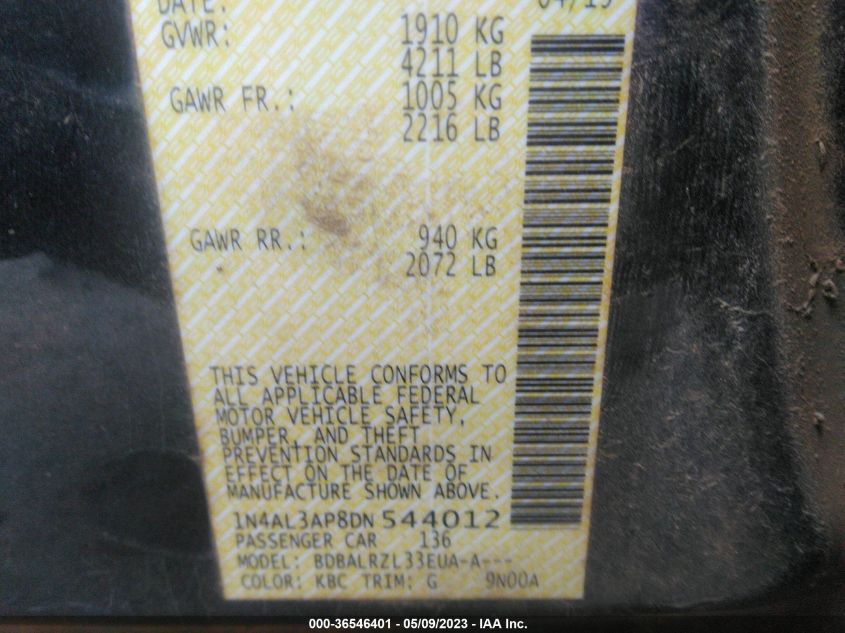 DATE: 04/13
GVWR: 1910 KG
4211 LB
GAWR FR.: 1005 KG
2216 LB
GAWR RR.: 940 KG
2072 LB
THIS VEHICLE CONFORMS TO
ALL APPLICABLE FEDERAL
MOTOR VEHICLE SAFETY,
BUMPER, AND THEFT
PREVENTION STANDARDS IN
EFFECT ON THE DATE OF
MANUFACTURE SHOWN ABOVE.
1N4AL3AP8DN544012
PASSENGER CAR 136
MODEL: BDBALRZL33EUA-A---
COLOR: KBC TRIM: G 9N00A
000-36546401 - 05/09/2023 - IAA Inc.